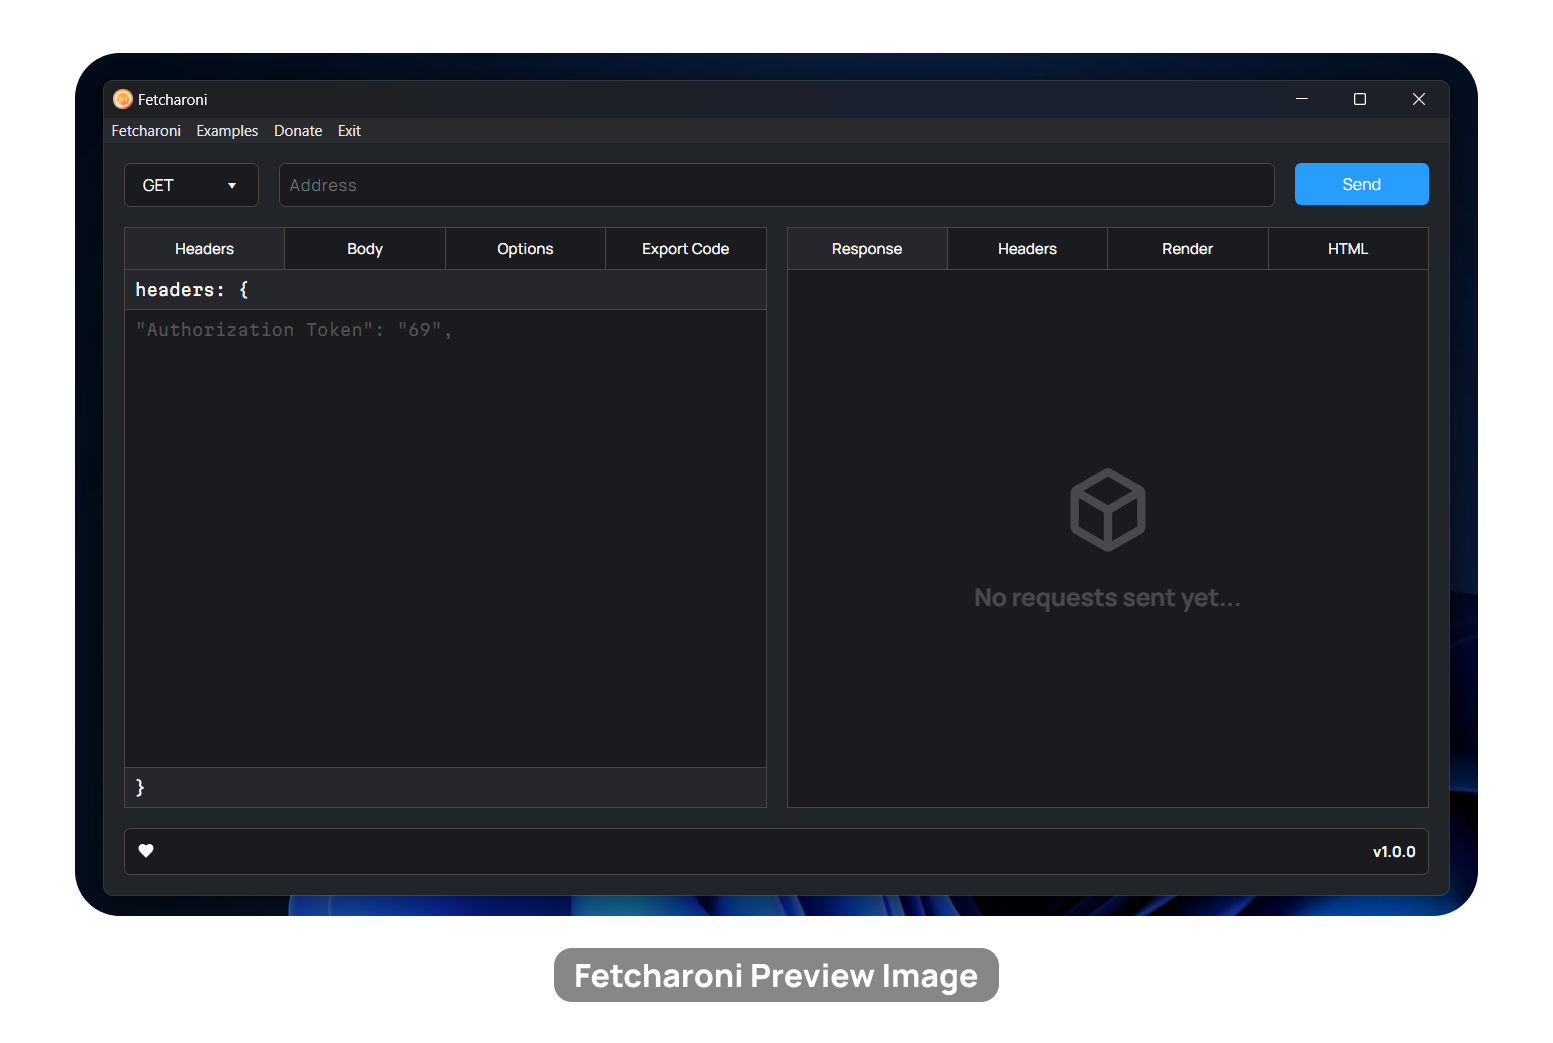 Fetcharoni
Fetcharoni Examples Donate Exit
GET Address Send
Headers Body Options Export Code Response Headers Render HTML
headers: {
"Authorization Token": "69",
No requests sent yet...
}
v1.0.0
Fetcharoni Preview Image